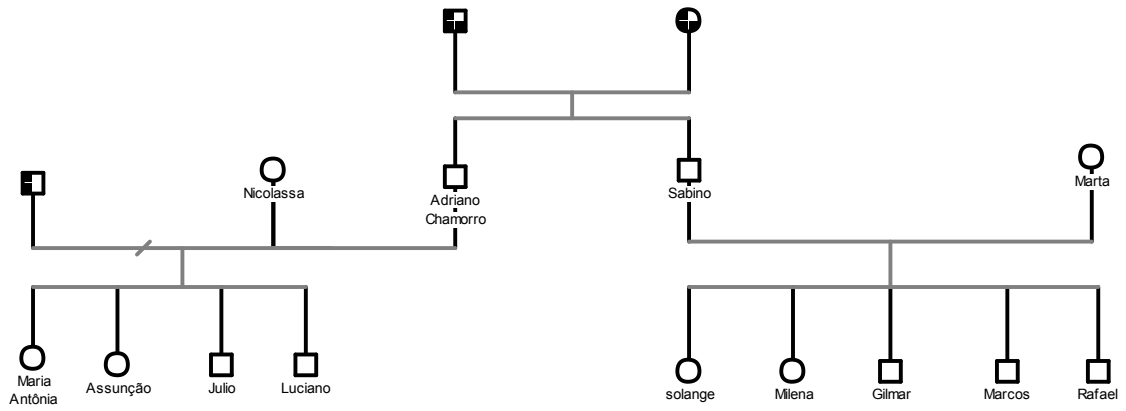 Nicolassa
Adriano
Chamorro
Sabino
Marta
Maria
Antônia
Assunção
Julio
Luciano
solange
Milena
Gilmar
Marcos
Rafael